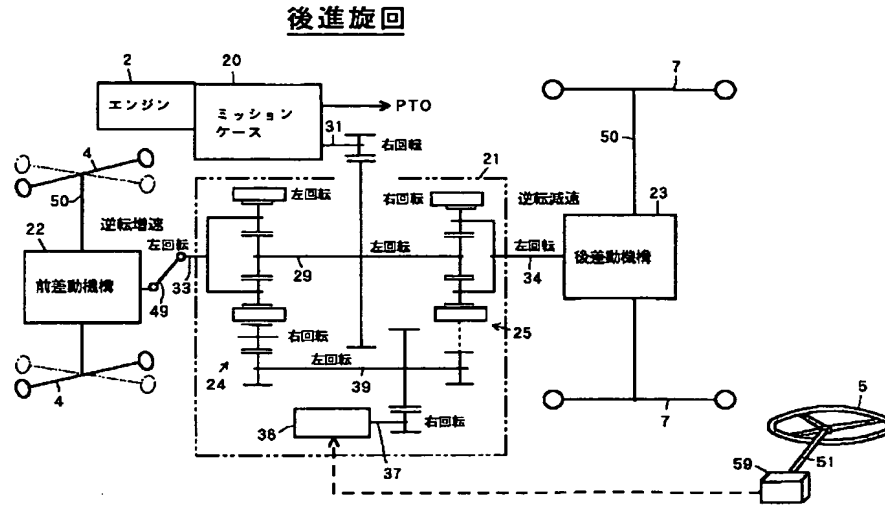 後進旋回
2
20
エンジン
ミッション
ケース
PTO
31
右回転
7
50
4
50
21
左回転
右回転
逆転増速
逆転減速
23
22
左回転
左回転
左回転
前差動機構
33
29
34
後差動機構
49
右回転
25
24
左回転
39
4
38
右回転
37
7
5
51
59